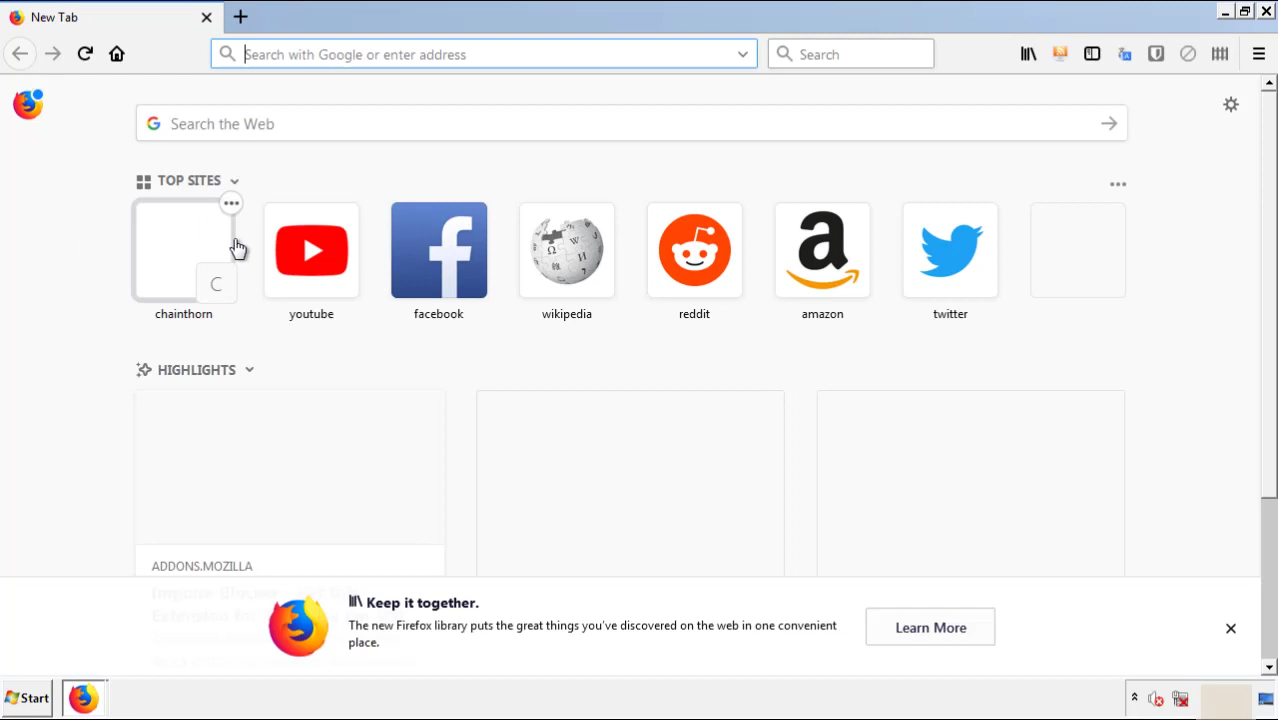 New Tab
Search with Google or enter address
Search
Search the Web
TOP SITES
C
chainthorn
youtube
facebook
wikipedia
reddit
amazon
twitter
HIGHLIGHTS
ADDONS.MOZILLA
Keep it together.
The new Firefox library puts the great things you've discovered on the web in one convenient
place.
Learn More
Start